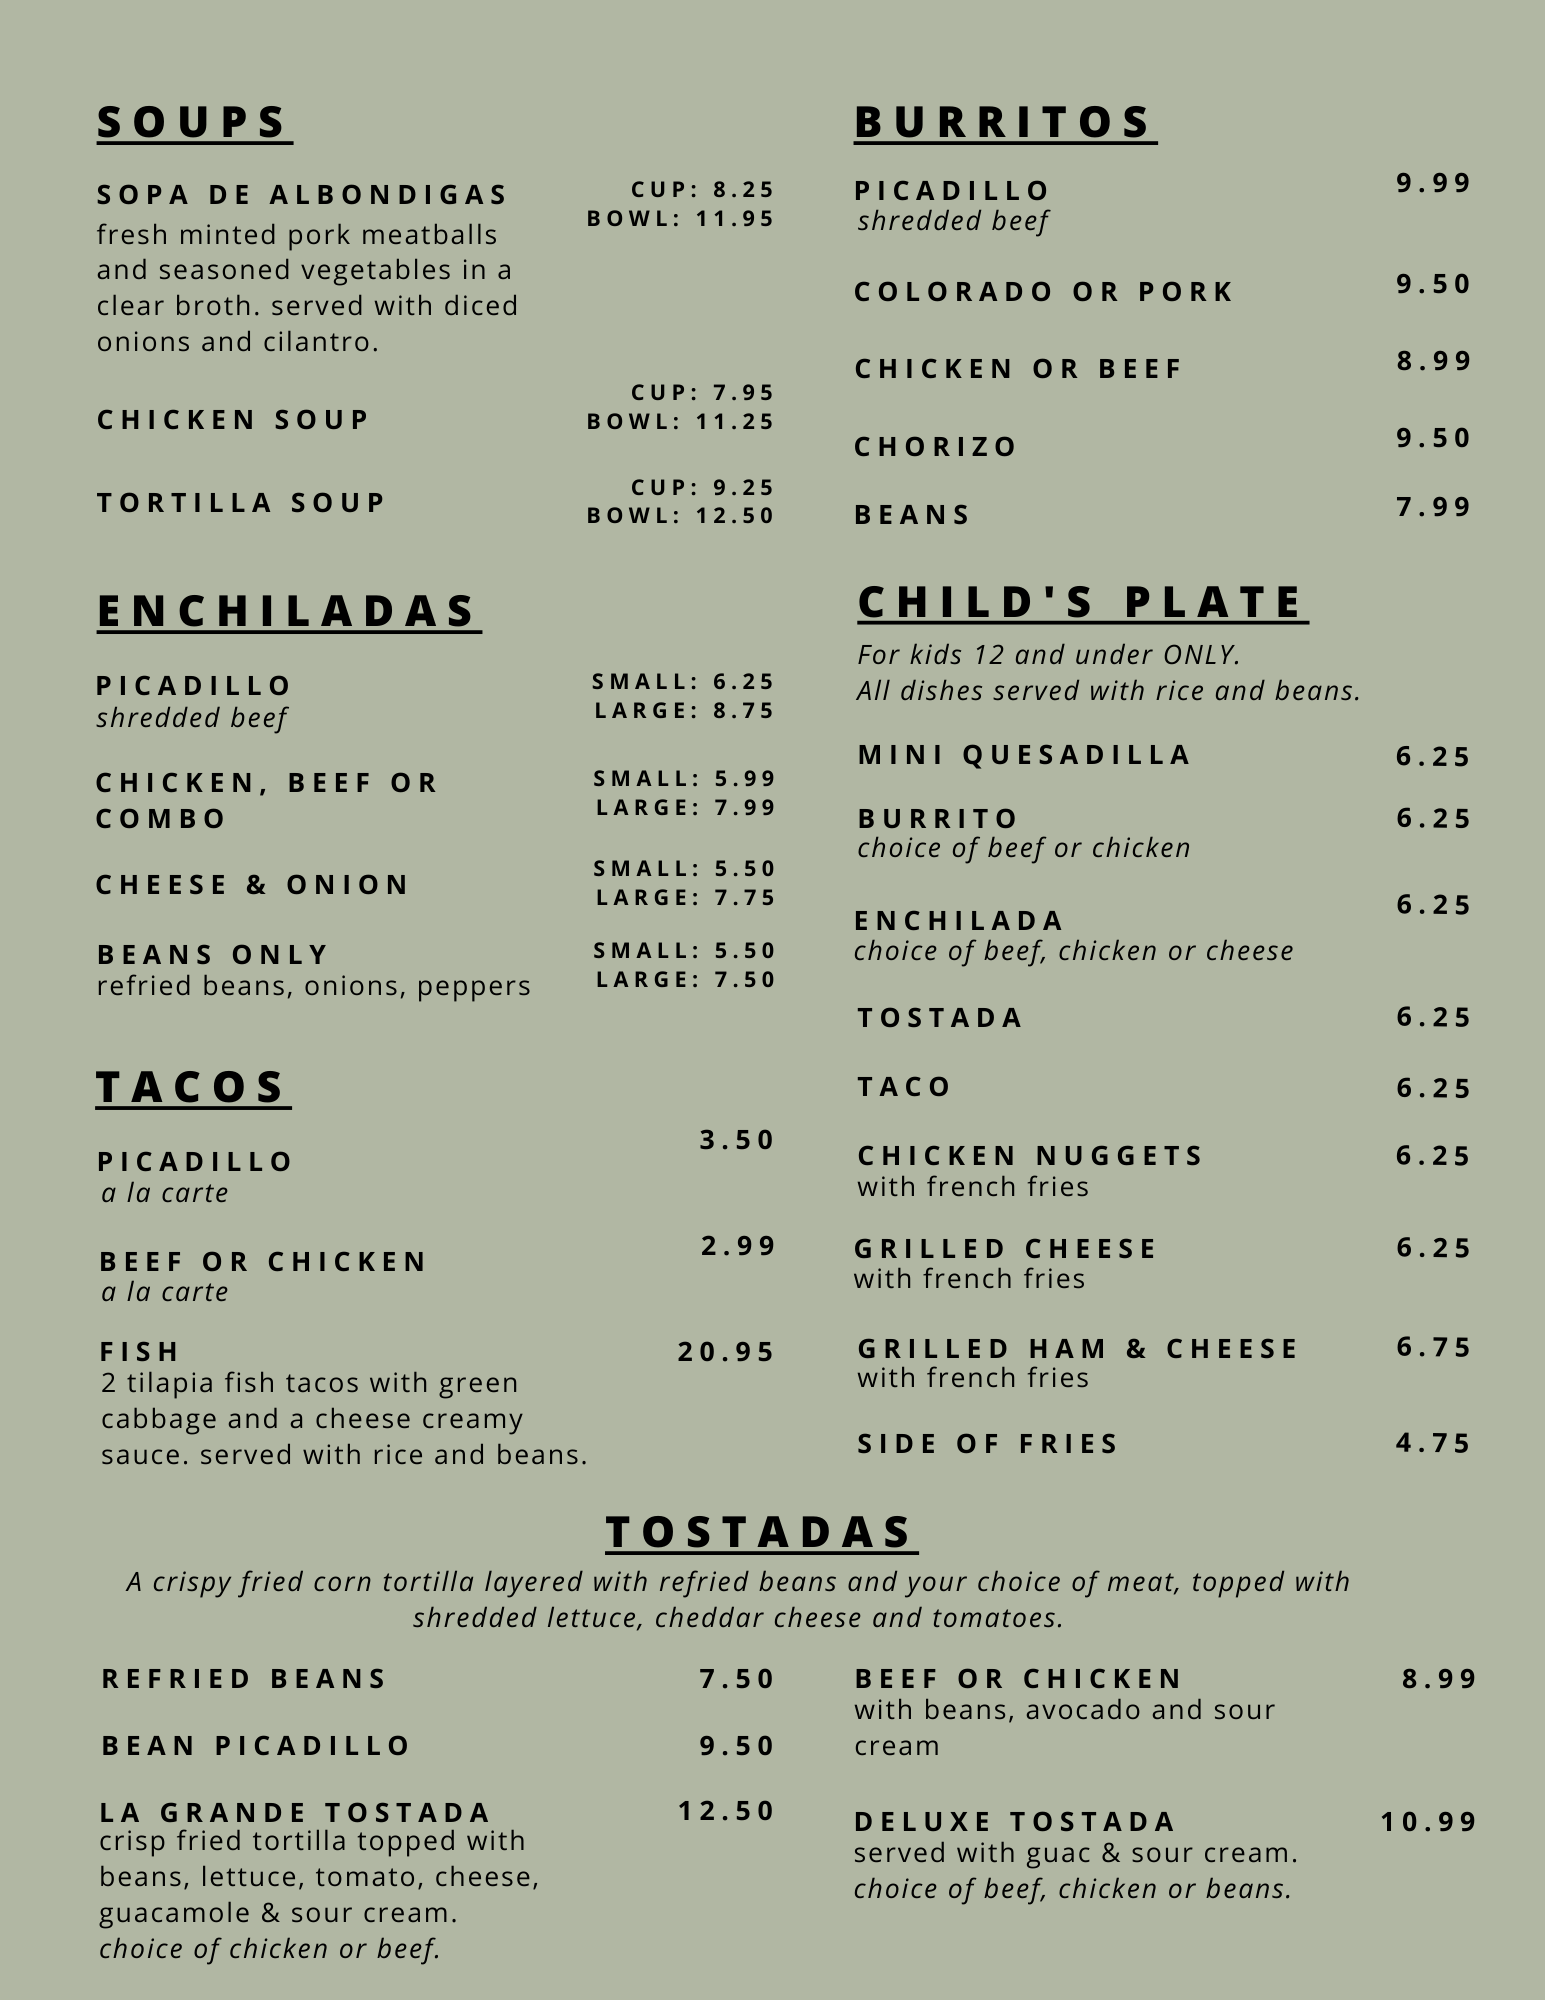 SOUPS
SOPA DE ALBONDIGAS
CUP: 8.25
BOWL: 11.95
fresh minted pork meatballs
and seasoned vegetables in a
clear broth. served with diced
onions and cilantro.
CHICKEN SOUP
CUP: 7.95
BOWL: 11.25
TORTILLA SOUP
CUP: 9.25
BOWL: 12.50
ENCHILADAS
PICADILLO
shredded beef
SMALL: 6.25
LARGE: 8.75
CHICKEN, BEEF OR
COMBO
SMALL: 5.99
LARGE: 7.99
CHEESE & ONION
SMALL: 5.50
LARGE: 7.75
BEANS ONLY
refried beans, onions, peppers
SMALL: 5.50
LARGE: 7.50
TACOS
PICADILLO 3.50
a la carte
BEEF OR CHICKEN 2.99
a la carte
FISH 20.95
2 tilapia fish tacos with green
cabbage and a cheese creamy
sauce. served with rice and beans.
BURRITOS
PICADILLO 9.99
shredded beef
COLORADO OR PORK 9.50
CHICKEN OR BEEF 8.99
CHORIZO 9.50
BEANS 7.99
CHILD'S PLATE
For kids 12 and under ONLY.
All dishes served with rice and beans.
MINI QUESADILLA 6.25
BURRITO 6.25
choice of beef or chicken
ENCHILADA 6.25
choice of beef, chicken or cheese
TOSTADA 6.25
TACO 6.25
CHICKEN NUGGETS 6.25
with french fries
GRILLED CHEESE 6.25
with french fries
GRILLED HAM & CHEESE 6.75
with french fries
SIDE OF FRIES 4.75
TOSTADAS
A crispy fried corn tortilla layered with refried beans and your choice of meat, topped with
shredded lettuce, cheddar cheese and tomatoes.
REFRIED BEANS 7.50
BEAN PICADILLO 9.50
LA GRANDE TOSTADA 12.50
crisp fried tortilla topped with
beans, lettuce, tomato, cheese,
guacamole & sour cream.
choice of chicken or beef.
BEEF OR CHICKEN 8.99
with beans, avocado and sour
cream
DELUXE TOSTADA 10.99
served with guac & sour cream.
choice of beef, chicken or beans.